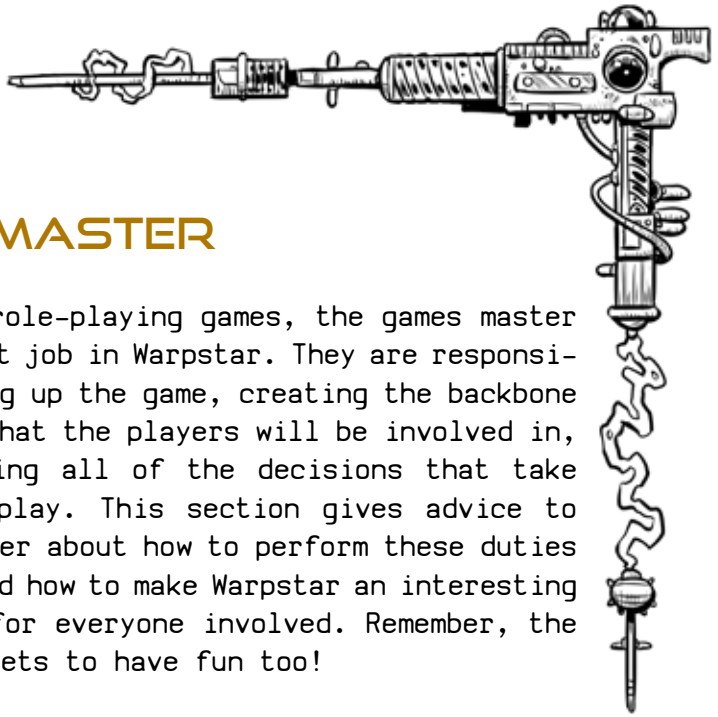 MASTER
role-playing games, the games master
t job in Warpstar. They are responsi-
g up the game, creating the backbone
hat the players will be involved in,
ing all of the decisions that take
play. This section gives advice to
er about how to perform these duties
d how to make Warpstar an interesting
for everyone involved. Remember, the
ets to have fun too!